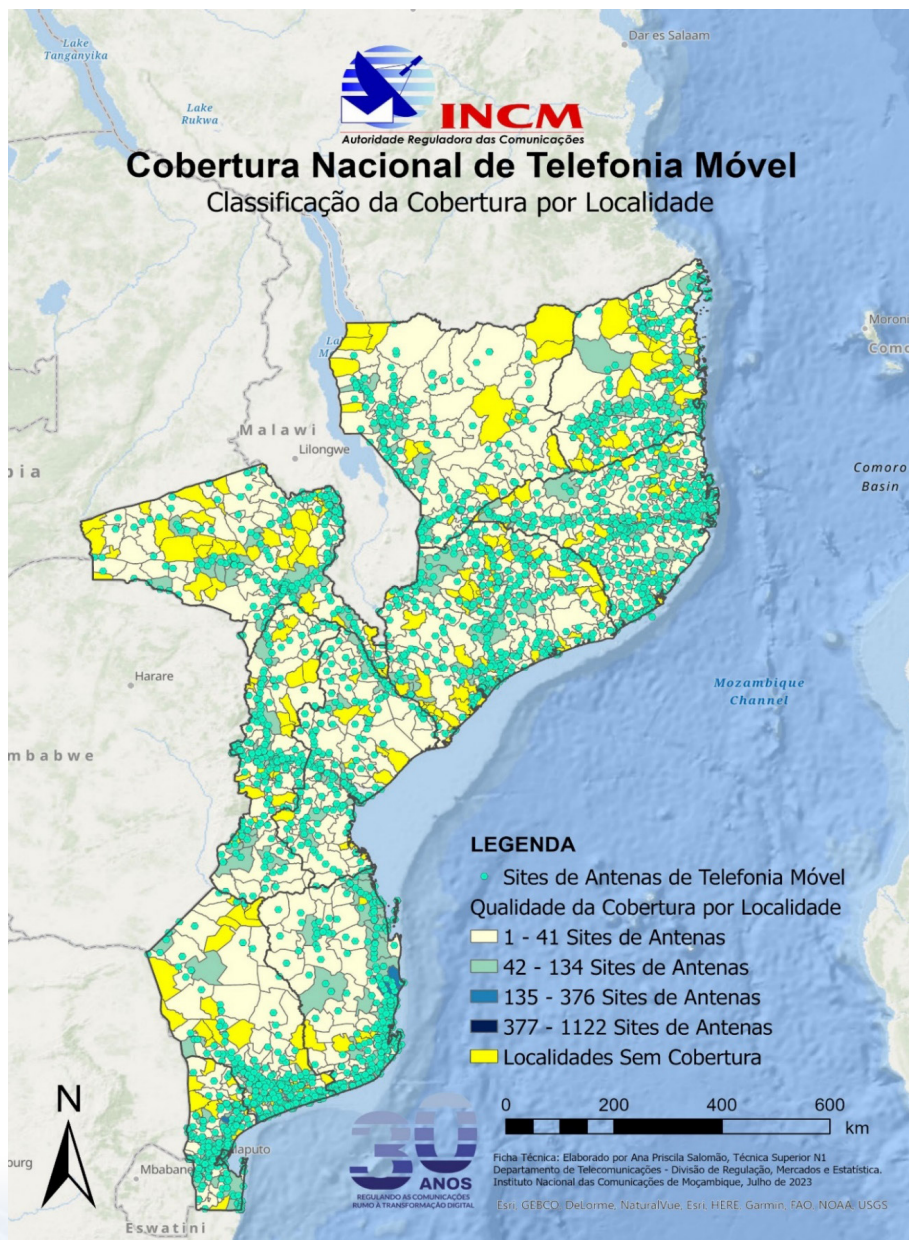 Lake
Tanganyika
Dar es Salaam
Lake
Rukwa
INCM
Autoridade Reguladora das Comunicações
Cobertura Nacional de Telefonia Móvel
Classificação da Cobertura por Localidade
Moroni
Como
Malawi
Lilongwe
Comoro
Basin
Harare
Mozambique
Channel
mbabwe
LEGENDA
Sites de Antenas de Telefonia Móvel
Qualidade da Cobertura por Localidade
1 - 41 Sites de Antenas
42 - 134 Sites de Antenas
135 - 376 Sites de Antenas
377 - 1122 Sites de Antenas
Localidades Sem Cobertura
N
0 200 400 600
km
30
ANOS
REGULANDO AS COMUNICAÇÕES
RUMO À TRANSFORMAÇÃO DIGITAL
Ficha Técnica: Elaborado por Ana Priscila Salomão, Técnica Superior N1
Departamento de Telecomunicações - Divisão de Regulação, Mercados e Estatística.
Instituto Nacional das Comunicações de Moçambique, Julho de 2023
Esri, GEBCO, DeLorme, NaturalVue, Esri, HERE, Garmin, FAO, NOAA, USGS
aputo
Mbabane
Eswatini